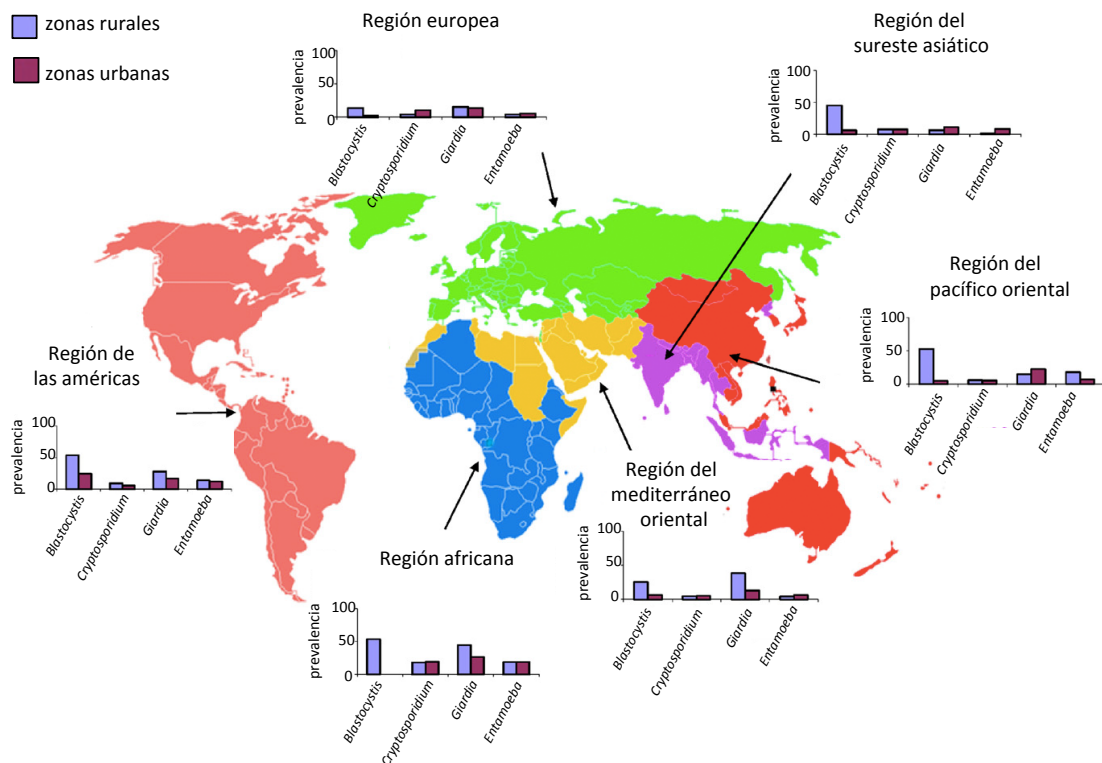 zonas rurales
zonas urbanas
Región europea
prevalencia
100
50
0
Blastocystis
Cryptosporidium
Giardia
Entamoeba
Región del
sureste asiático
prevalencia
100
50
0
Blastocystis
Cryptosporidium
Giardia
Entamoeba
Región del
pacífico oriental
prevalencia
100
50
0
Blastocystis
Cryptosporidium
Giardia
Entamoeba
Región de
las américas
prevalencia
100
50
0
Blastocystis
Cryptosporidium
Giardia
Entamoeba
Región africana
prevalencia
100
50
0
Blastocystis
Cryptosporidium
Giardia
Entamoeba
Región del
mediterráneo
oriental
prevalencia
100
50
0
Blastocystis
Cryptosporidium
Giardia
Entamoeba